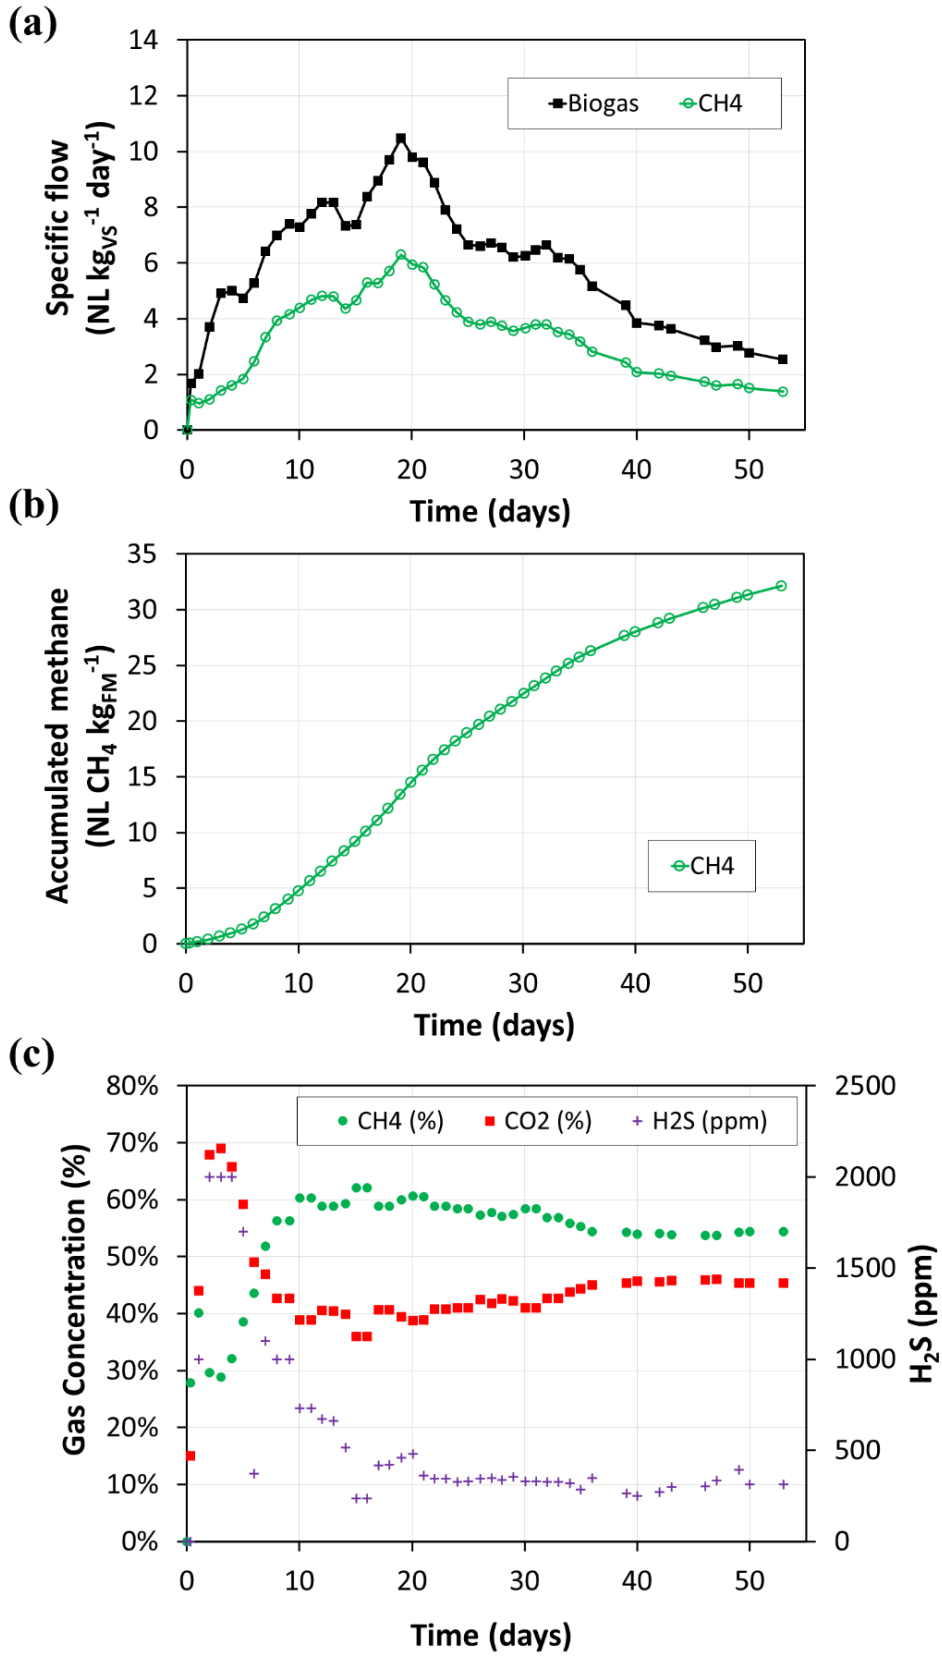 (a)
Specific flow
(NL kgVS-1 day-1)
14
12
10
8
6
4
2
0
Biogas CH4
0 10 20 30 40 50
Time (days)
(b)
Accumulated methane
(NL CH4 kgFM-1)
35
30
25
20
15
10
5
0
CH4
0 10 20 30 40 50
Time (days)
(c)
Gas Concentration (%)
80%
70%
60%
50%
40%
30%
20%
10%
0%
CH4 (%) CO2 (%) H2S (ppm)
2500
2000
1500
1000
500
0
H2S (ppm)
0 10 20 30 40 50
Time (days)